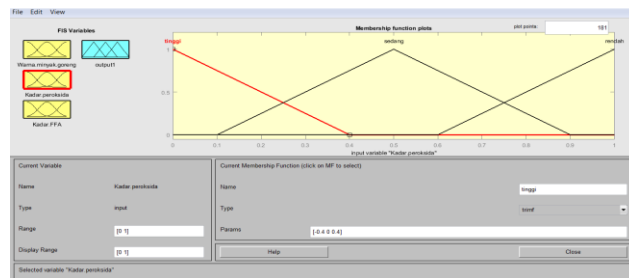 File Edit View
FIS Variables
Membership function plots
plot points:
181
Warna.minyak.goreng
output1
Kadar.peroksida
Kadar.FFA
tinggi
sedang
rendah
1
0.5
0
0 0.1 0.2 0.3 0.4 0.5 0.6 0.7 0.8 0.9 1
input variable "Kadar peroksida"
Current Variable
Name Kadar peroksida
Type input
Range [0 1]
Display Range [0 1]
Current Membership Function (click on MF to select)
Name tinggi
Type trimf
Params [-0.4 0 0.4]
Help Close
Selected variable "Kadar peroksida"